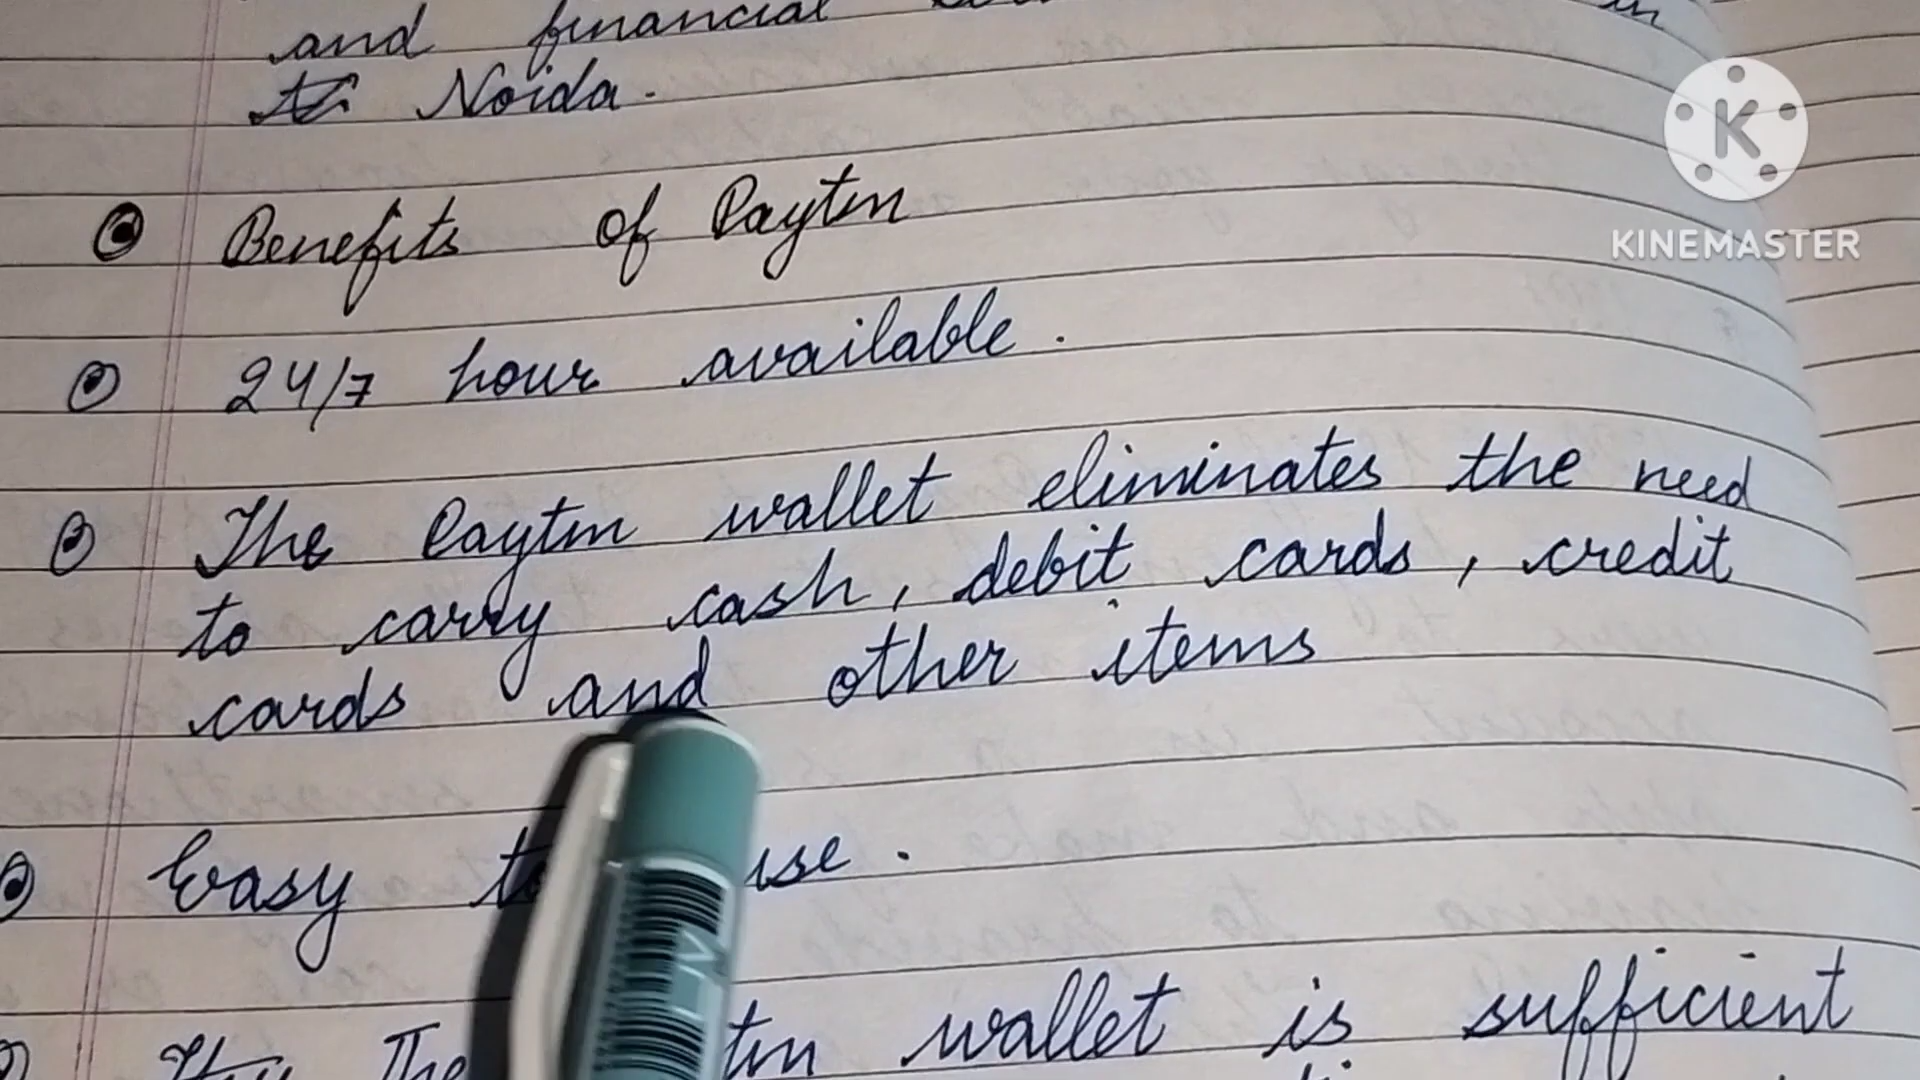 and financial
Noida.
Benefits of Paytm
24/7 hour available.
The Paytm wallet eliminates the need
to carry cash, debit cards, credit
cards and other items
Easy to use.
The wallet is sufficient
K
KINEMASTER